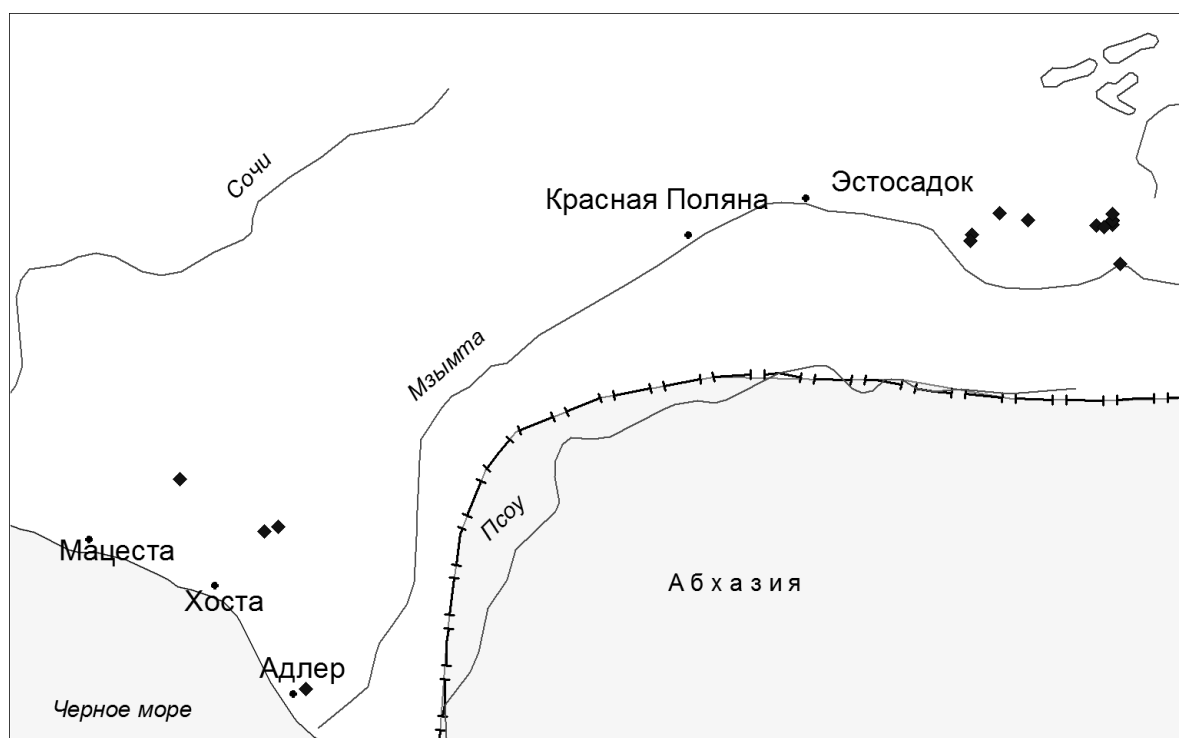 Сочи
Эстосадок
Красная Поляна
Мзымта
Псоу
Мацеста
Абхазия
Хоста
Адлер
Черное море